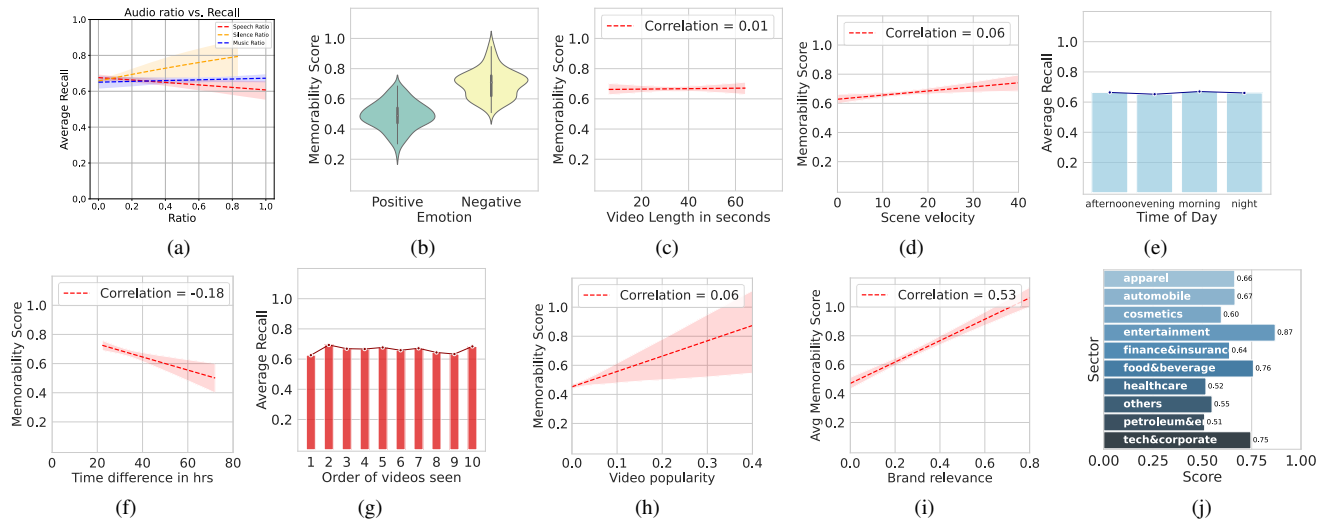 Audio ratio vs. Recall
Speech Ratio
Silence Ratio
Music Ratio
Average Recall
1.0
0.8
0.6
0.4
0.2
0.0
0.0 0.2 0.4 0.6 0.8 1.0
Ratio
(a)
Memorability Score
1.0
0.8
0.6
0.4
0.2
Positive Negative
Emotion
(b)
Correlation = 0.01
Memorability Score
1.0
0.8
0.6
0.4
0.2
20 40 60
Video Length in seconds
(c)
Correlation = 0.06
Memorability Score
1.0
0.8
0.6
0.4
0.2
0 10 20 30 40
Scene velocity
(d)
Average Recall
1.0
0.8
0.6
0.4
0.2
afternoon evening morning night
Time of Day
(e)
Correlation = -0.18
Memorability Score
1.0
0.8
0.6
0.4
0.2
20 40 60 80
Time difference in hrs
(f)
Average Recall
1.0
0.8
0.6
0.4
0.2
1 2 3 4 5 6 7 8 9 10
Order of videos seen
(g)
Correlation = 0.06
Memorability Score
1.0
0.8
0.6
0.4
0.2
0.0 0.1 0.2 0.3 0.4
Video popularity
(h)
Correlation = 0.53
Avg Memorability Score
1.0
0.8
0.6
0.4
0.2
0.0 0.2 0.4 0.6 0.8
Brand relevance
(i)
Sector
apparel 0.66
automobile 0.67
cosmetics 0.60
entertainment 0.87
finance&insuranc 0.64
food&beverage 0.76
healthcare 0.52
others 0.55
petroleum&e 0.51
tech&corporate 0.75
0.00 0.25 0.50 0.75 1.00
Score
(j)